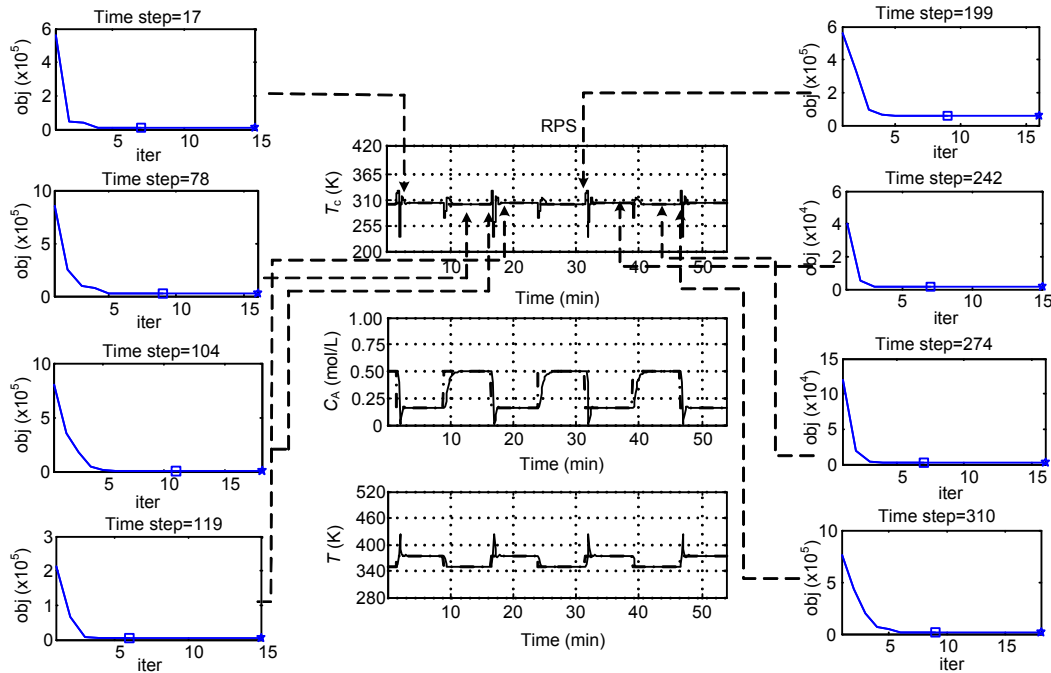 Time step=17
obj (x10⁵)
6
4
2
0
5
10
15
iter
Time step=78
obj (x10⁵)
10
5
0
5
10
15
iter
Time step=104
obj (x10⁵)
10
5
0
5
10
15
iter
Time step=119
obj (x10⁵)
3
2
1
0
5
10
15
iter
RPS
T_c (K)
420
365
310
255
200
10
20
30
40
50
Time (min)
C_A (mol/L)
1.00
0.75
0.50
0.25
0
10
20
30
40
50
Time (min)
T (K)
520
460
400
340
280
10
20
30
40
50
Time (min)
Time step=199
obj (x10⁵)
6
4
2
0
5
10
15
iter
Time step=242
obj (x10⁴)
6
4
2
0
5
10
15
iter
Time step=274
obj (x10⁴)
15
10
5
0
5
10
15
iter
Time step=310
obj (x10⁵)
10
5
0
5
10
15
iter